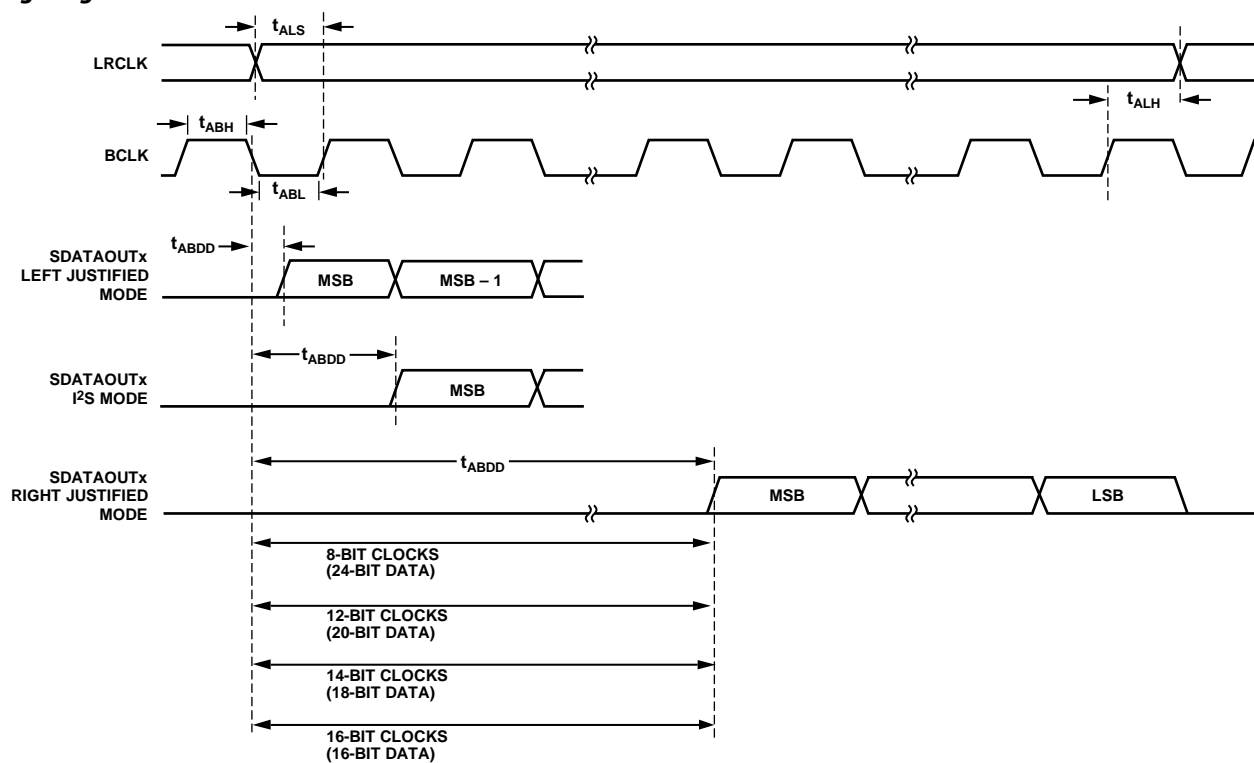 tALS
LRCLK
tALH
tABH
BCLK
tABL
tABDD
SDATAOUTx
LEFT JUSTIFIED
MODE
MSB
MSB – 1
tABDD
SDATAOUTx
I²S MODE
MSB
tABDD
SDATAOUTx
RIGHT JUSTIFIED
MODE
MSB
LSB
8-BIT CLOCKS
(24-BIT DATA)
12-BIT CLOCKS
(20-BIT DATA)
14-BIT CLOCKS
(18-BIT DATA)
16-BIT CLOCKS
(16-BIT DATA)